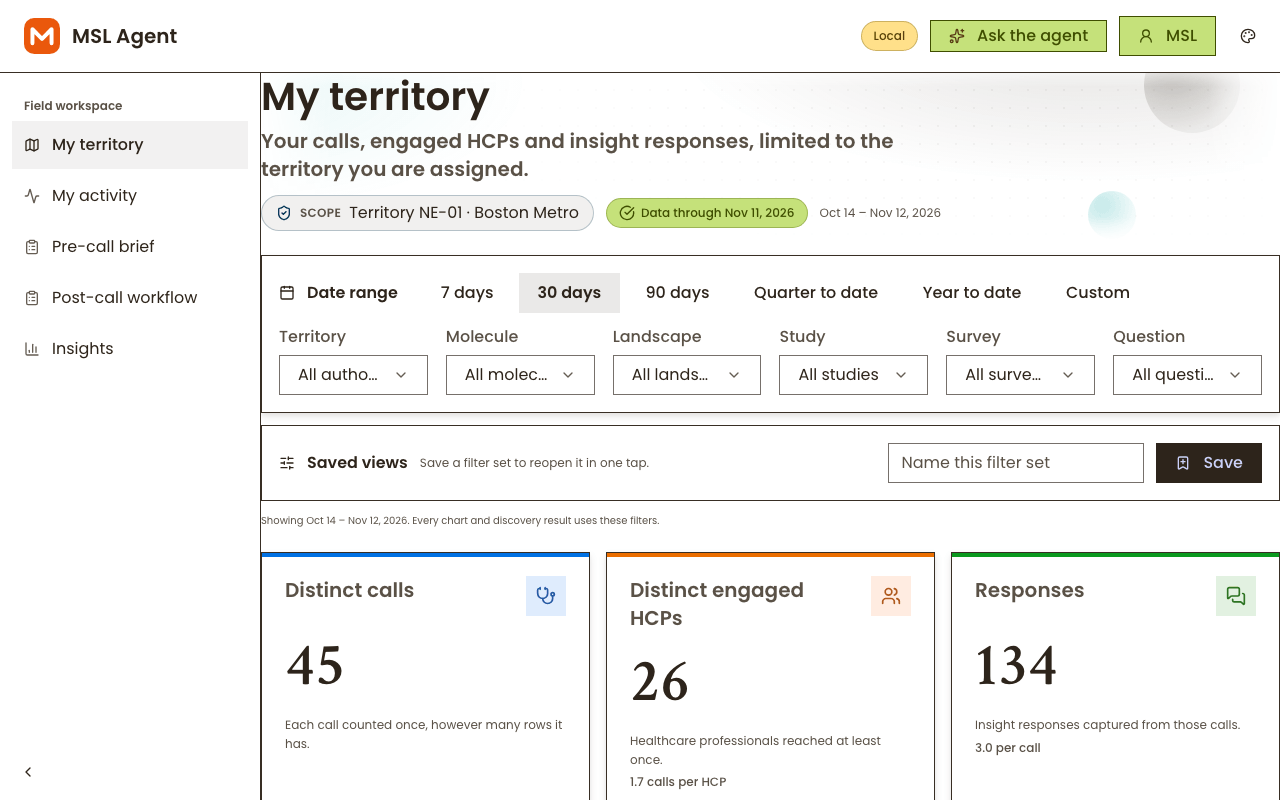 MSL Agent
Local
Ask the agent
MSL
Field workspace
My territory
My activity
Pre-call brief
Post-call workflow
Insights
My territory
Your calls, engaged HCPs and insight responses, limited to the
territory you are assigned.
SCOPE Territory NE-01 · Boston Metro
Data through Nov 11, 2026
Oct 14 – Nov 12, 2026
Date range
7 days
30 days
90 days
Quarter to date
Year to date
Custom
Territory
Molecule
Landscape
Study
Survey
Question
All autho...
All molec...
All lands...
All studies
All surve...
All questi...
Saved views
Save a filter set to reopen it in one tap.
Name this filter set
Save
Showing Oct 14 – Nov 12, 2026. Every chart and discovery result uses these filters.
Distinct calls
45
Each call counted once, however many rows it
has.
Distinct engaged
HCPs
26
Healthcare professionals reached at least
once.
1.7 calls per HCP
Responses
134
Insight responses captured from those calls.
3.0 per call